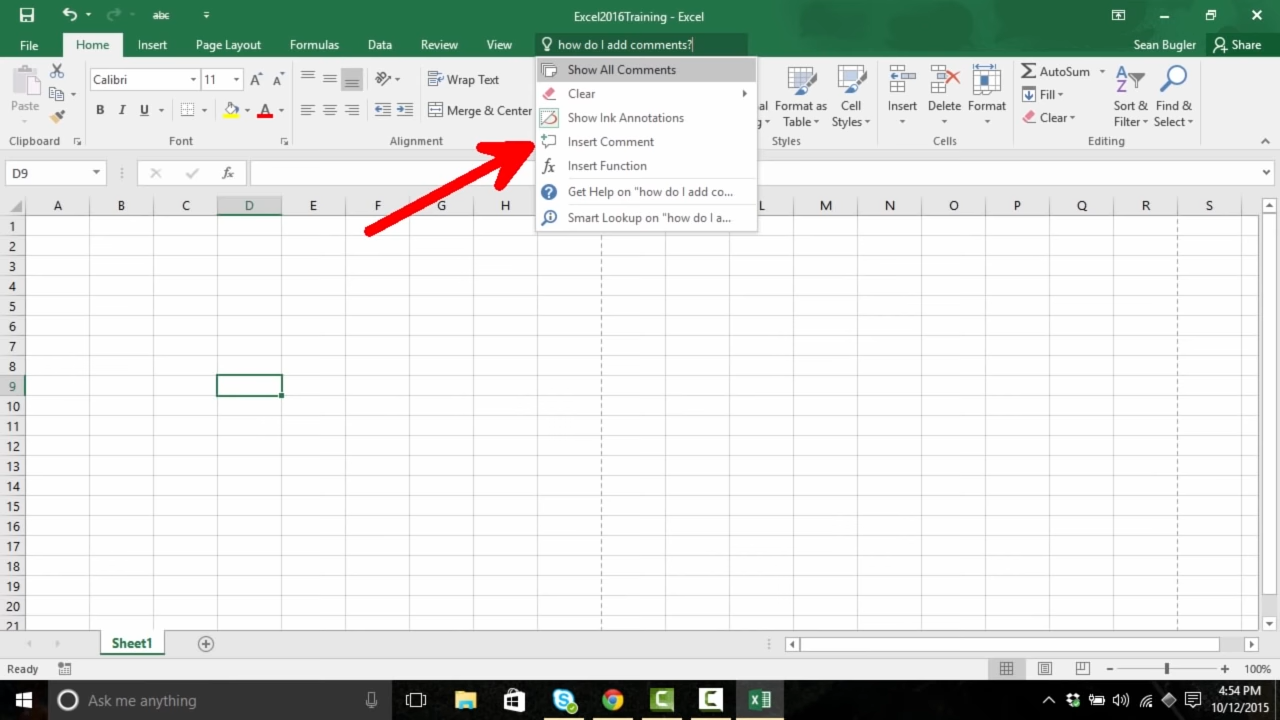 abc
Excel2016Training - Excel
File Home Insert Page Layout Formulas Data Review View how do I add comments? Sean Bugler Share
Paste
Clipboard
Calibri 11
B I U A
Font
Wrap Text
Merge & Center
Alignment
Show All Comments
Clear
Show Ink Annotations
Insert Comment
fx Insert Function
Get Help on "how do I add co...
Smart Lookup on "how do I a...
al
Format as Table
Cell Styles
Styles
Insert Delete Format
Cells
AutoSum
Fill
Clear
Sort & Filter
Find & Select
Editing
D9 fx
A B C D E F G H L M N O P Q R S
1
2
3
4
5
6
7
8
9
10
11
12
13
14
15
16
17
18
19
20
21
Sheet1
Ready 100%
Ask me anything
4:54 PM
10/12/2015